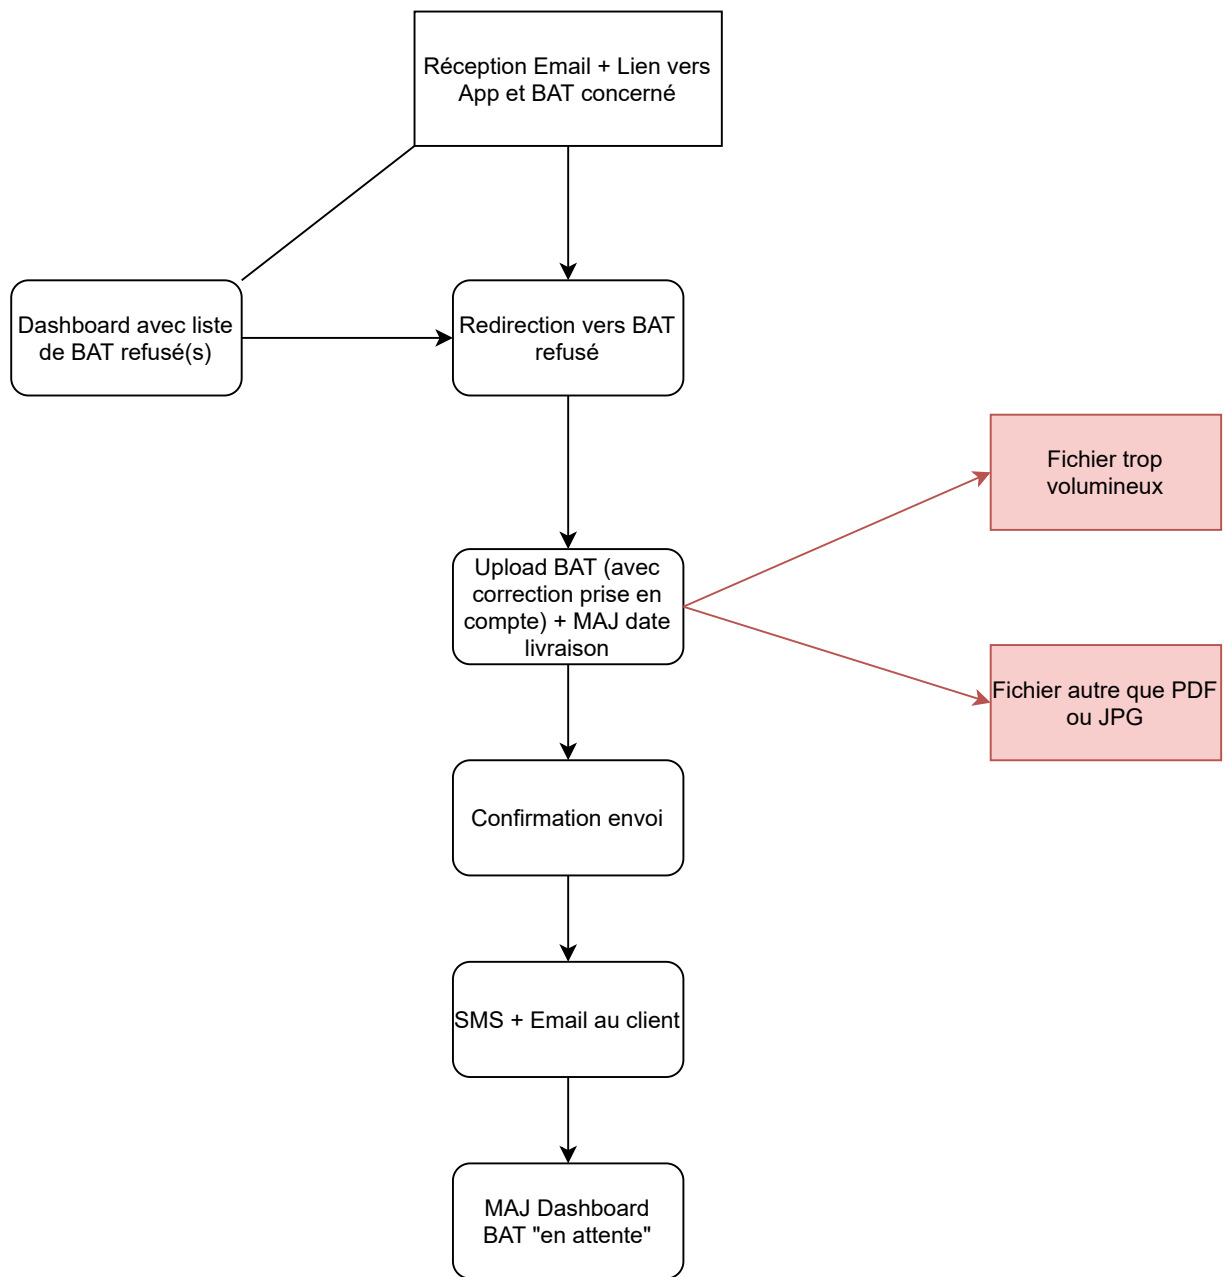 Réception Email + Lien vers
App et BAT concerné
Dashboard avec liste
de BAT refusé(s)
Redirection vers BAT
refusé
Fichier trop
volumineux
Upload BAT (avec
correction prise en
compte) + MAJ date
livraison
Fichier autre que PDF
ou JPG
Confirmation envoi
SMS + Email au client
MAJ Dashboard
BAT "en attente"